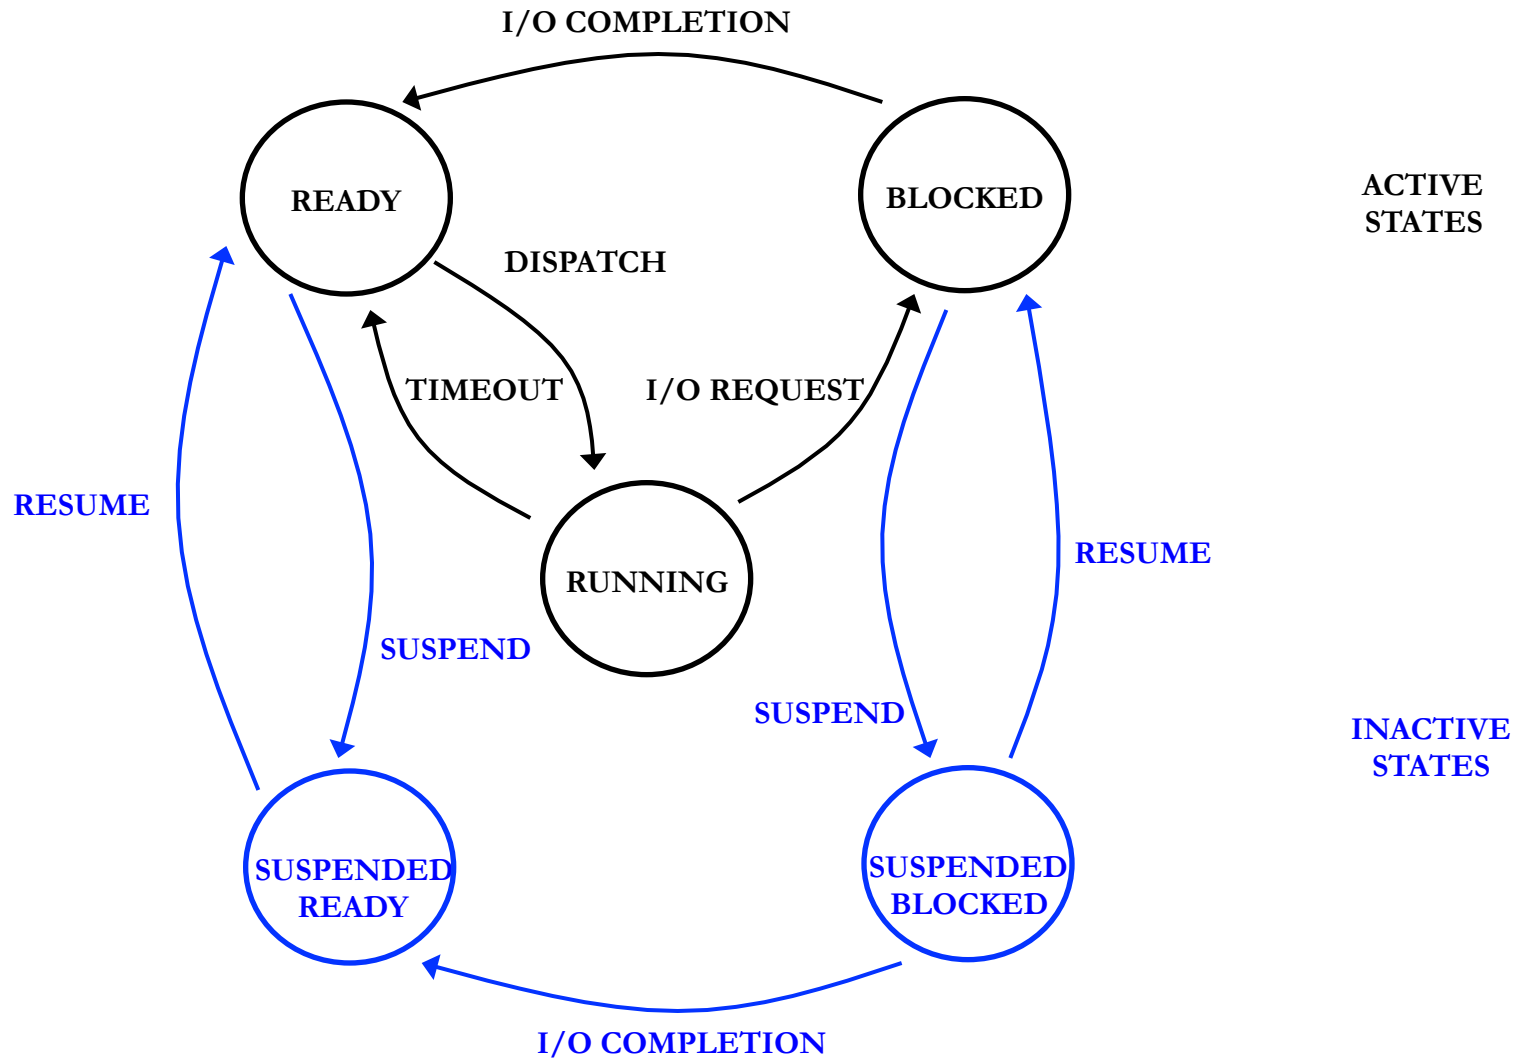 I/O COMPLETION
READY
BLOCKED
ACTIVE
STATES
DISPATCH
TIMEOUT
I/O REQUEST
RESUME
RESUME
RUNNING
SUSPEND
SUSPEND
INACTIVE
STATES
SUSPENDED
READY
SUSPENDED
BLOCKED
I/O COMPLETION